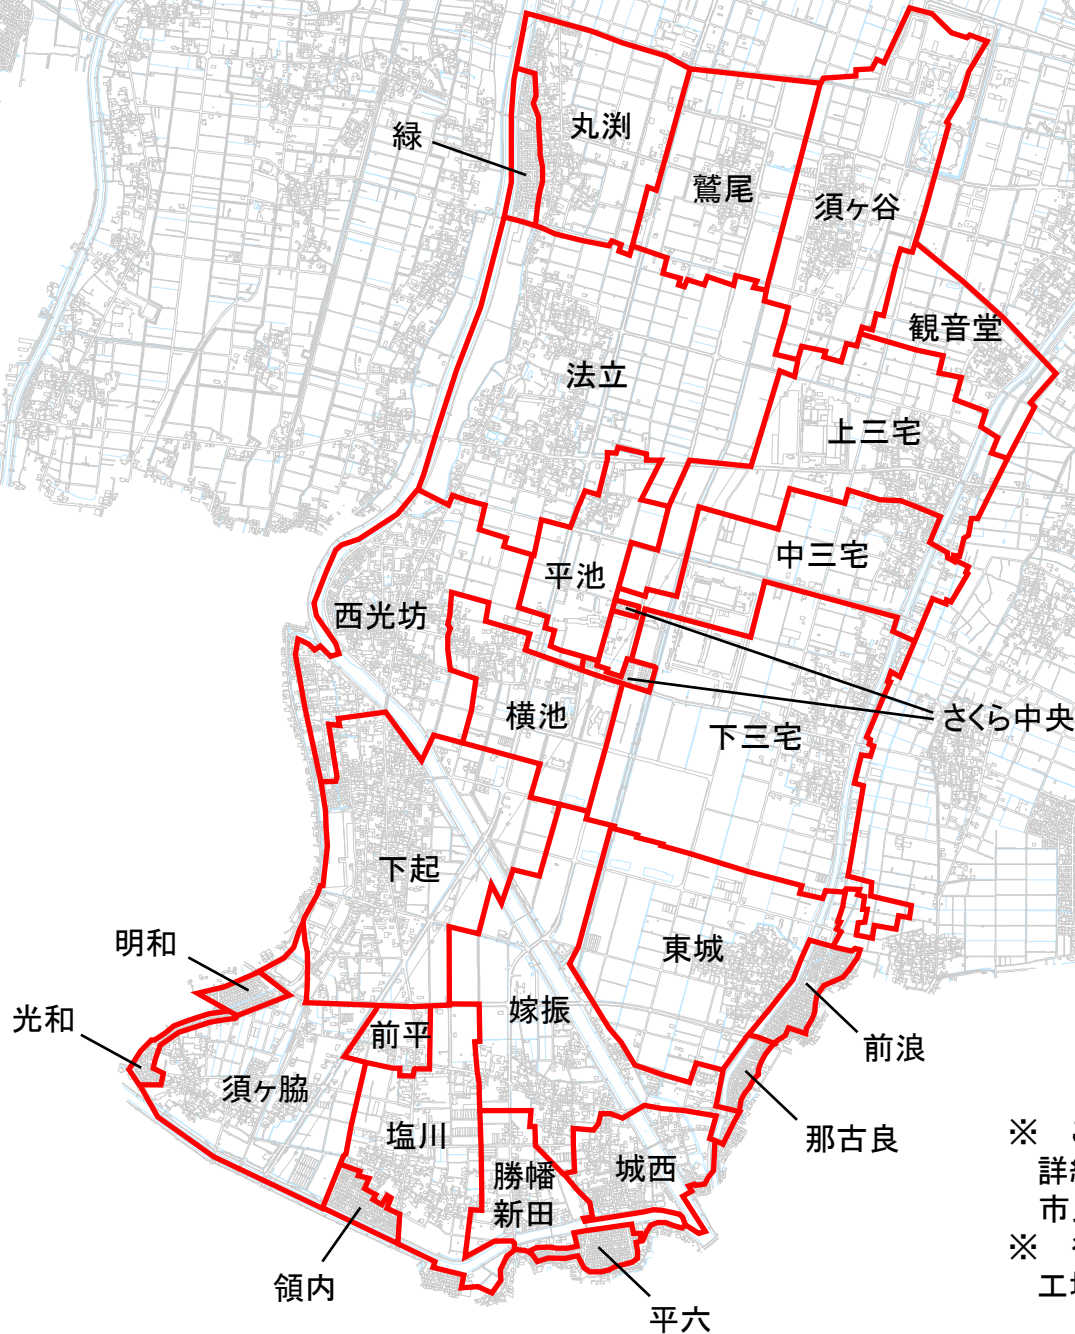 緑
丸渕
鷲尾
須ヶ谷
観音堂
法立
上三宅
中三宅
平池
西光坊
横池
さくら中央
下三宅
下起
東城
明和
嫁振
光和
前平
前浪
須ヶ脇
塩川
那古良
城西
勝幡
新田
領内
平六
※
詳細
市
※
工場